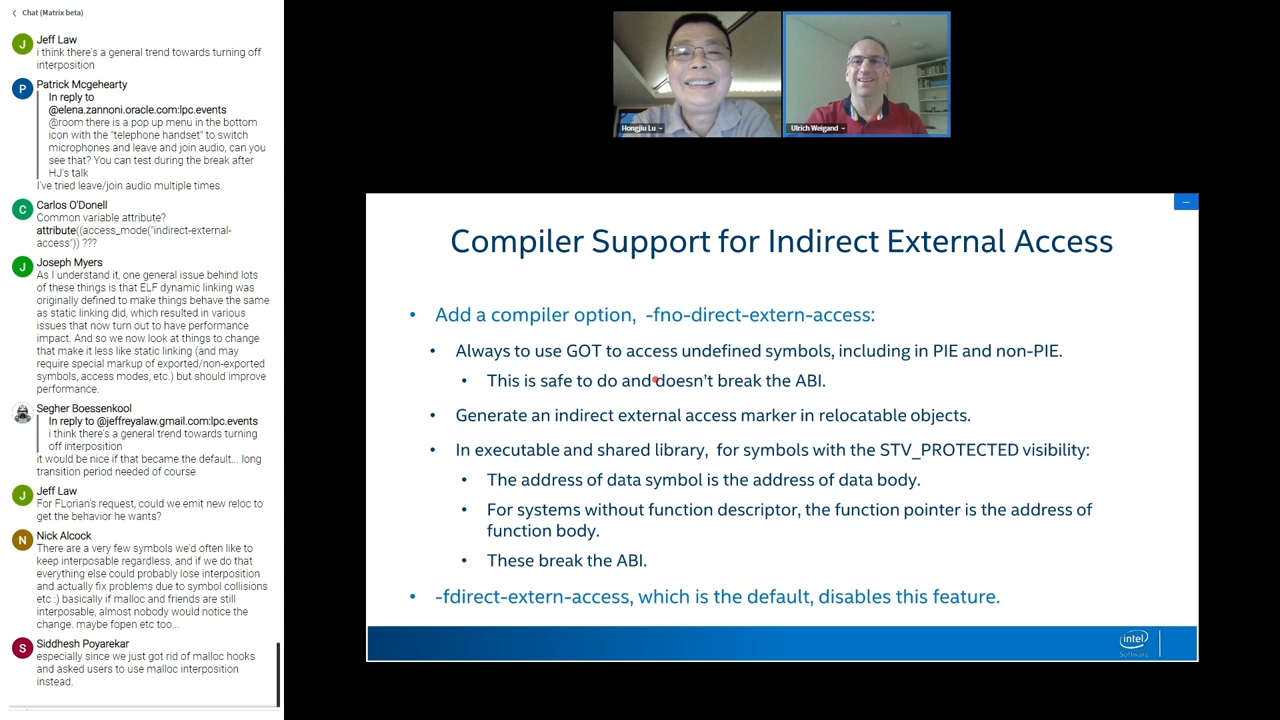 Chat (Matrix beta)
Jeff Law
i think there's a general trend towards turning off
interposition
Patrick Mcgehearty
In reply to
@elena.zannoni.oracle.com:lpc.events
@room there is a pop up menu in the bottom
icon with the "telephone handset" to switch
microphones and leave and join audio, can you
see that? You can test during the break after
HJ's talk
I've tried leave/join audio multiple times.
Carlos O'Donell
Common variable attribute?
attribute((access_mode("indirect-external-
access")) ???
Joseph Myers
As I understand it, one general issue behind lots
of these things is that ELF dynamic linking was
originally defined to make things behave the same
as static linking did, which resulted in various
issues that now turn out to have performance
impact. And so we now look at things to change
that make it less like static linking (and may
require special markup of exported/non-exported
symbols, access modes, etc.) but should improve
performance.
Segher Boessenkool
In reply to @jeffreyalaw.gmail.com:lpc.events
i think there's a general trend towards turning
off interposition
it would be nice if that became the default... long
transition period needed of course
Jeff Law
For FLorian's request, could we emit new reloc to
get the behavior he wants?
Nick Alcock
There are a very few symbols we'd often like to
keep interposable regardless, and if we do that
everything else could probably lose interposition
and actually fix problems due to symbol collisions
etc :) basically if malloc and friends are still
interposable, almost nobody would notice the
change. maybe fopen etc too...
Siddhesh Poyarekar
especially since we just got rid of malloc hooks
and asked users to use malloc interposition
instead.
J
P
C
J
J
N
S
Hongjiu Lu
Ulrich Weigand
Compiler Support for Indirect External Access
• Add a compiler option, -fno-direct-extern-access:
• Always to use GOT to access undefined symbols, including in PIE and non-PIE.
• This is safe to do and doesn't break the ABI.
• Generate an indirect external access marker in relocatable objects.
• In executable and shared library, for symbols with the STV_PROTECTED visibility:
• The address of data symbol is the address of data body.
• For systems without function descriptor, the function pointer is the address of
function body.
• These break the ABI.
• -fdirect-extern-access, which is the default, disables this feature.
intel
Software